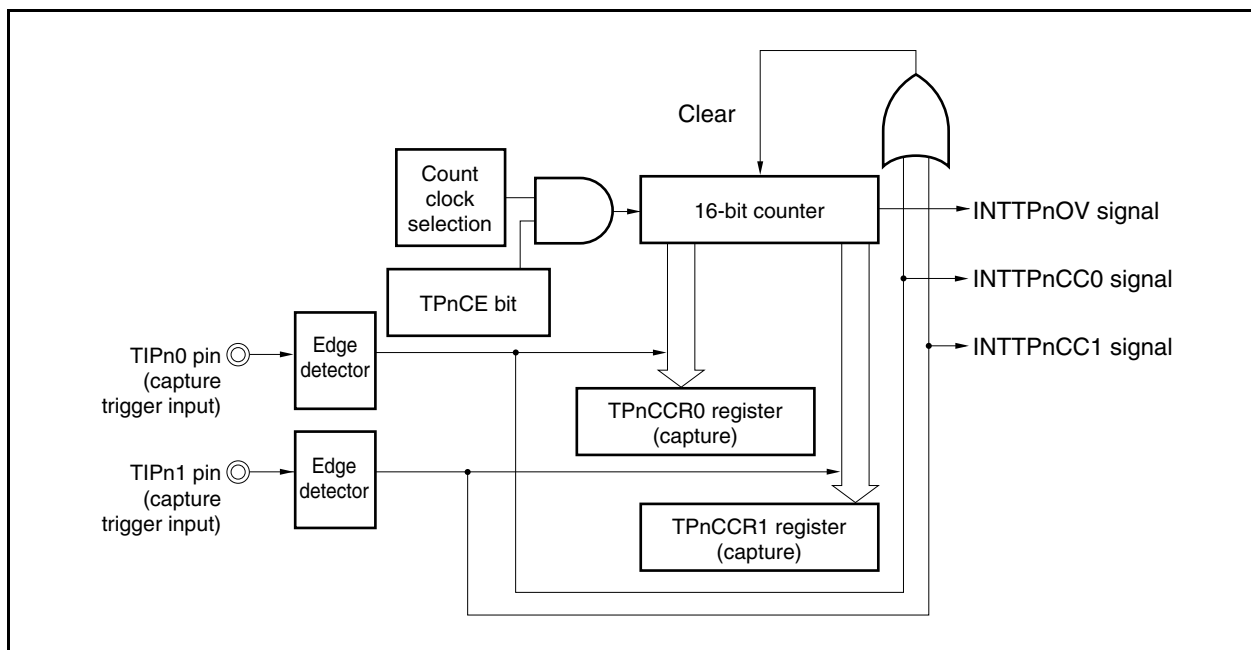 Clear
Count
clock
selection
16-bit counter
INTTPnOV signal
TPnCE bit
INTTPnCC0 signal
INTTPnCC1 signal
TIPn0 pin
(capture
trigger input)
Edge
detector
TPnCCR0 register
(capture)
TIPn1 pin
(capture
trigger input)
Edge
detector
TPnCCR1 register
(capture)